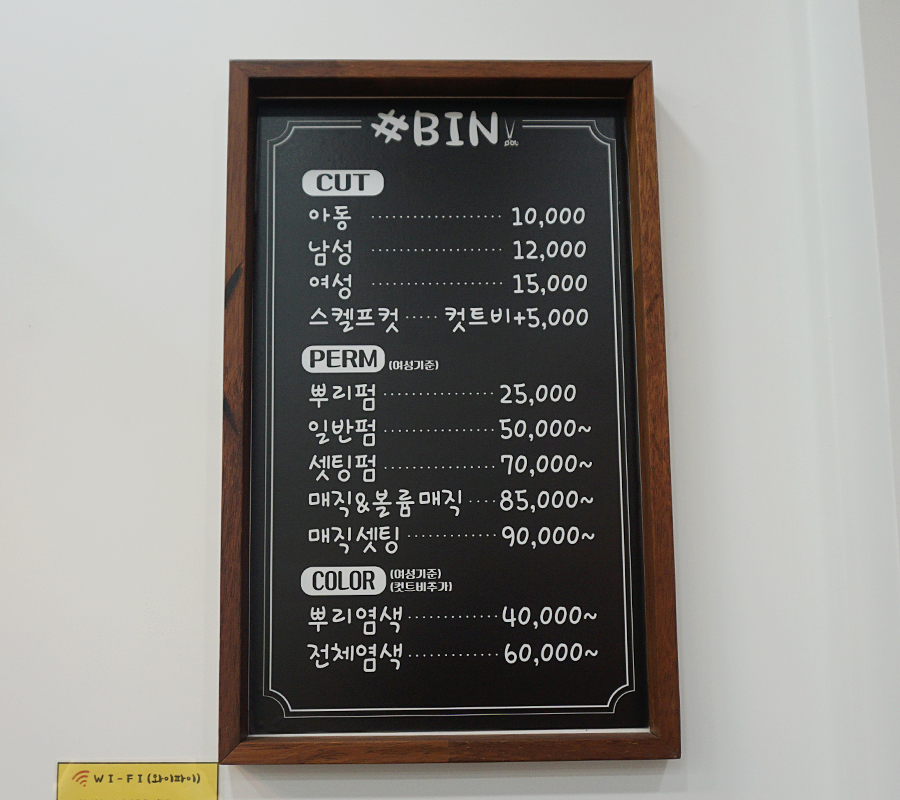 #BIN
CUT
아동 ···················· 10,000
남성 ···················· 12,000
여성 ···················· 15,000
스켈프컷 ····· 컷트비+5,000
PERM (여성기준)
뿌리펌 ················· 25,000
일반펌 ················· 50,000~
셋팅펌 ················· 70,000~
매직&볼륨매직 ···· 85,000~
매직셋팅 ············· 90,000~
COLOR (여성기준)
(컷트비추가)
뿌리염색 ·············· 40,000~
전체염색 ·············· 60,000~
WI-FI(와이파이)